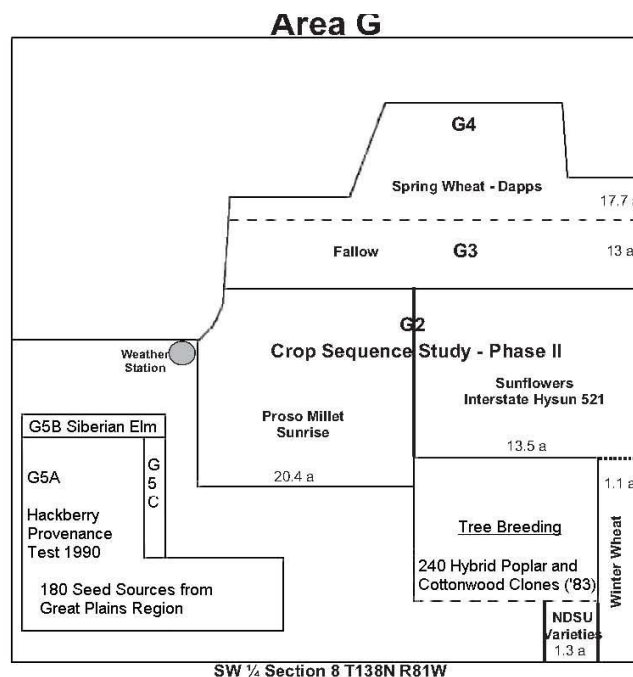 Area G
G4
Spring Wheat - Dapps
17.7 a
Fallow
G3
13 a
G2
Crop Sequence Study - Phase II
Weather
Station
Sunflowers
Interstate Hysun 521
Proso Millet
Sunrise
13.5 a
20.4 a
G5B Siberian Elm
G5A
G5C
Hackberry
Provenance
Test 1990
180 Seed Sources from
Great Plains Region
1.1 a
Winter Wheat
Tree Breeding
240 Hybrid Poplar and
Cottonwood Clones ('83)
NDSU
Varieties
1.3 a
SW ¼ Section 8 T138N R81W